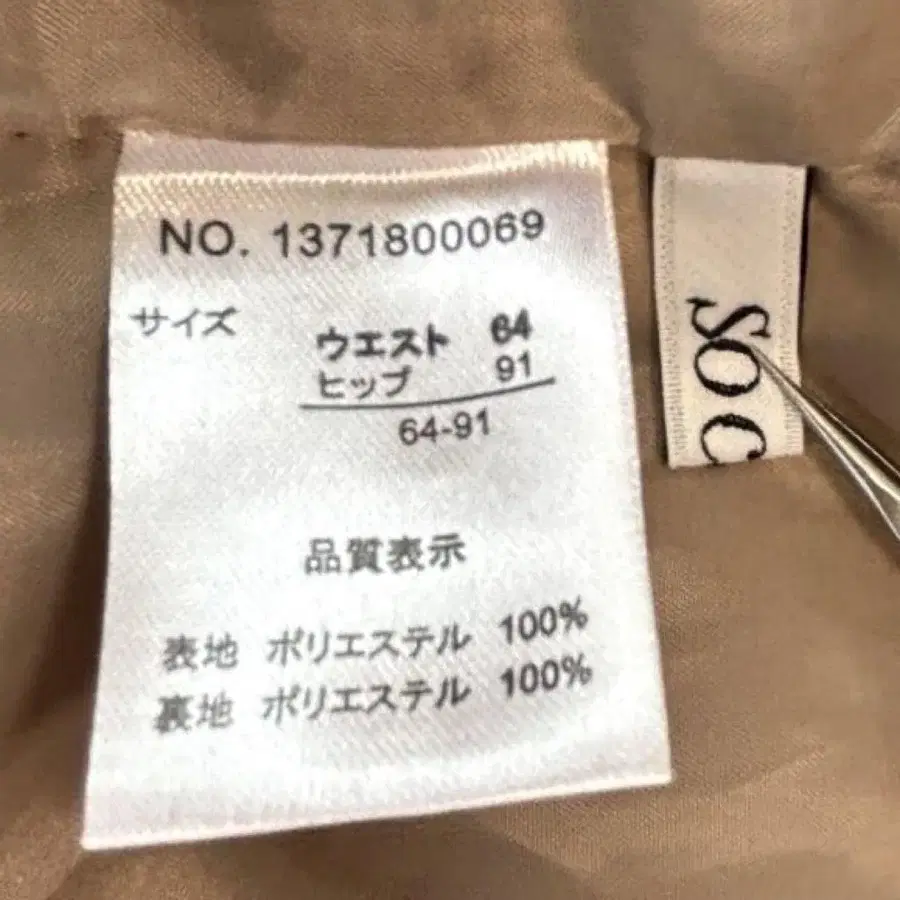 NO. 1371800069
サイズ
ウエスト 64
ヒップ 91
64-91
品質表示
表地 ポリエステル 100%
裏地 ポリエステル 100%
SO C